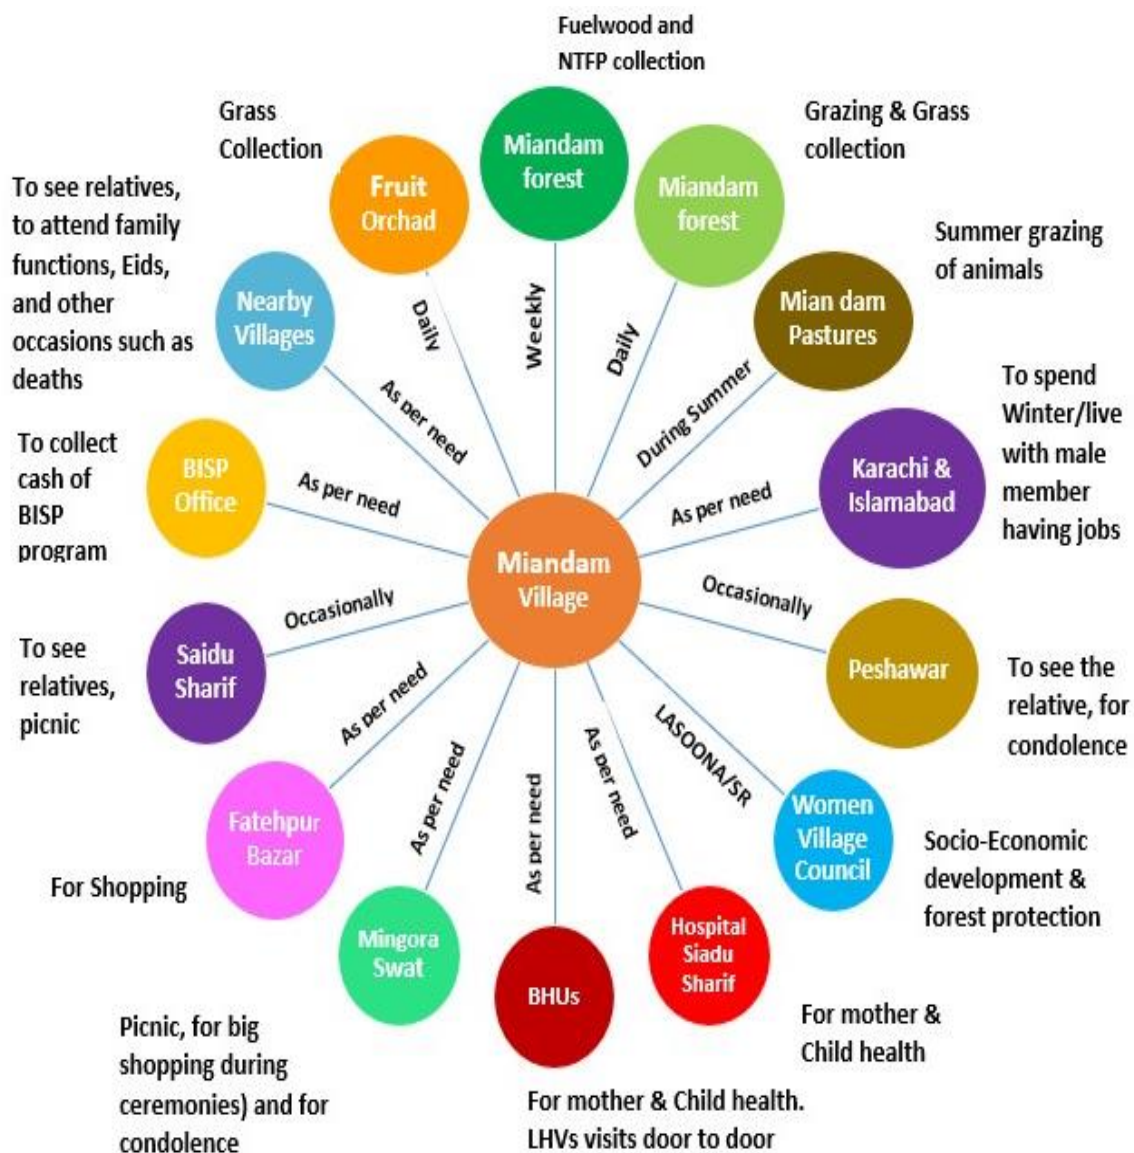 Fuelwood and
NTFP collection
Miandam
forest
Weekly
Grazing & Grass
collection
Miandam
forest
Daily
Summer grazing
of animals
Mian dam
Pastures
During Summer
To spend
Winter/live
with male
member
having jobs
Karachi &
Islamabad
As per need
Peshawar
Occasionally
To see the
relative, for
condolence
Women
Village
Council
LASOONA/SR
Socio-Economic
development &
forest protection
Hospital
Siadu
Sharif
As per need
For mother &
Child health
BHUs
As per need
For mother & Child health.
LHVs visits door to door
Mingora
Swat
As per need
Picnic, for big
shopping during
ceremonies) and for
condolence
Fatehpur
Bazar
As per need
For Shopping
Saidu
Sharif
Occasionally
To see
relatives,
picnic
BISP
Office
As per need
To collect
cash of
BISP
program
Nearby
Villages
As per need
To see relatives,
to attend family
functions, Eids,
and other
occasions such as
deaths
Fruit
Orchad
Daily
Grass
Collection
Miandam
Village